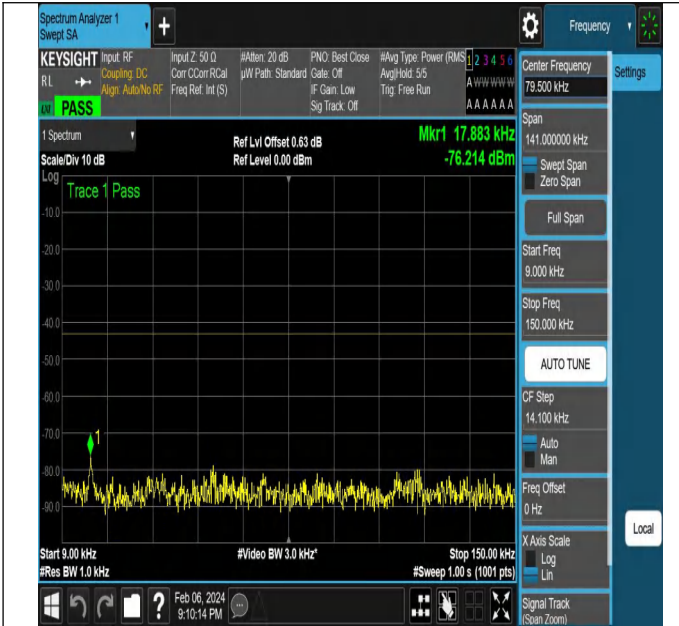 Spectrum Analyzer 1
Swept SA
+
Frequency
KEYSIGHT
RL
PASS
Input: RF
Coupling: DC
Align: Auto/No RF
Input Z: 50 Ω
Corr CCorr RCal
Freq Ref: Int (S)
#Atten: 20 dB
µW Path: Standard
PNO: Best Close
Gate: Off
IF Gain: Low
Sig Track: Off
#Avg Type: Power (RMS
Avg|Hold: 5/5
Trig: Free Run
1 2 3 4 5 6
A W W W W W
A A A A A A
1 Spectrum
Scale/Div 10 dB
Ref Lvl Offset 0.63 dB
Ref Level 0.00 dBm
Mkr1 17.883 kHz
-76.214 dBm
Log
Trace 1 Pass
-10.0
-20.0
-30.0
-40.0
-50.0
-60.0
-70.0
-80.0
-90.0
1
Start 9.00 kHz
#Res BW 1.0 kHz
#Video BW 3.0 kHz*
Stop 150.00 kHz
#Sweep 1.00 s (1001 pts)
Feb 06, 2024
9:10:14 PM
?
Center Frequency
79.500 kHz
Settings
Span
141.000000 kHz
Swept Span
Zero Span
Full Span
Start Freq
9.000 kHz
Stop Freq
150.000 kHz
AUTO TUNE
CF Step
14.100 kHz
Auto
Man
Freq Offset
0 Hz
X Axis Scale
Log
Lin
Local
Signal Track
(Span Zoom)